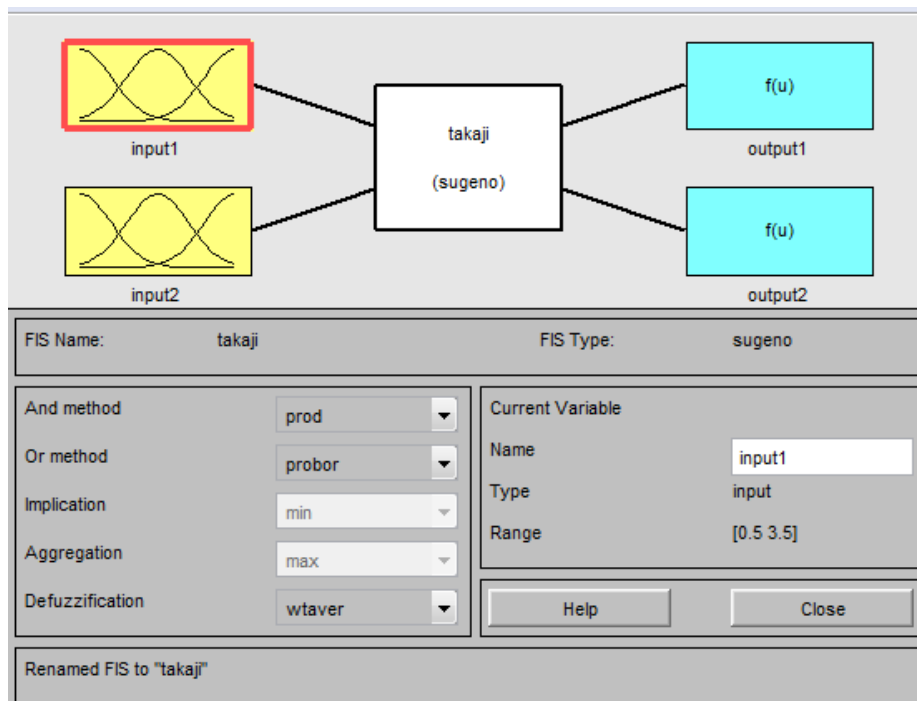 input1
input2
takaji
(sugeno)
f(u)
output1
f(u)
output2
FIS Name: takaji FIS Type: sugeno
And method prod
Or method probor
Implication min
Aggregation max
Defuzzification wtaver
Current Variable
Name input1
Type input
Range [0.5 3.5]
Help Close
Renamed FIS to "takaji"